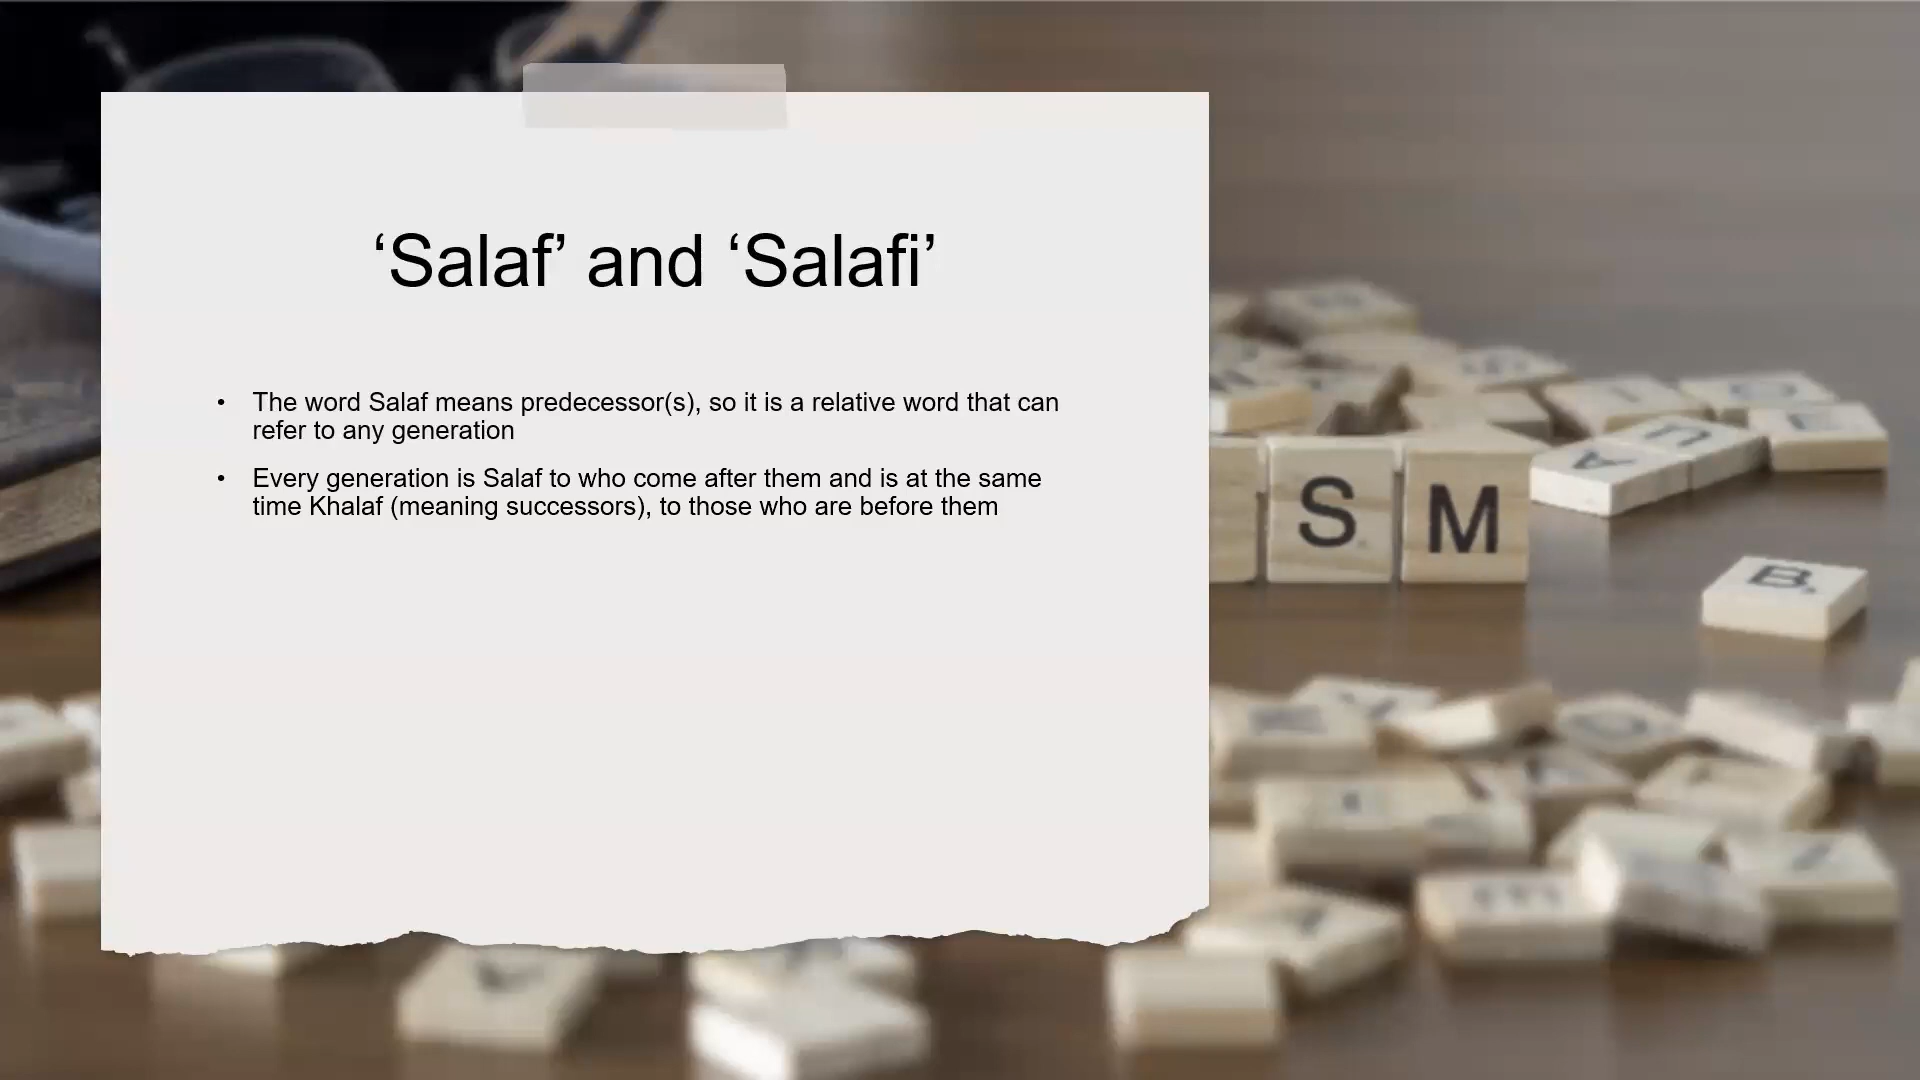 ‘Salaf’ and ‘Salafi’
• The word Salaf means predecessor(s), so it is a relative word that can
refer to any generation
• Every generation is Salaf to who come after them and is at the same
time Khalaf (meaning successors), to those who are before them
S M
B